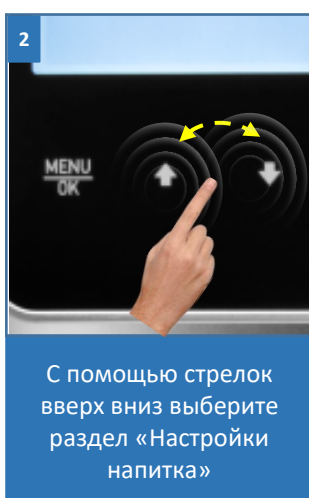 2
MENU
OK
С помощью стрелок
вверх вниз выберите
раздел «Настройки
напитка»